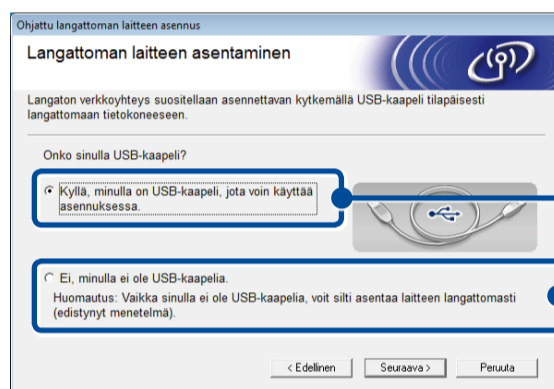 Ohjattu langattoman laitteen asennus
Langattoman laitteen asentaminen
Langaton verkkoyhteys suositellaan asennettavan kytkemällä USB-kaapeli tilapäisesti
langattomaan tietokoneeseen.
Onko sinulla USB-kaapeli?
Kyllä, minulla on USB-kaapeli, jota voin käyttää
asennuksessa.
Ei, minulla ei ole USB-kaapelia.
Huomautus: Vaikka sinulla ei ole USB-kaapelia, voit silti asentaa laitteen langattomasti
(edistynyt menetelmä).
< Edellinen
Seuraava >
Peruuta